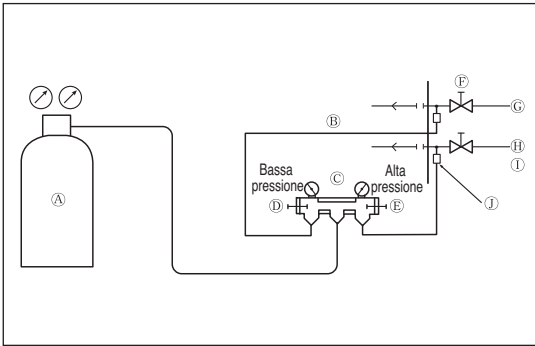 Ⓕ
Ⓖ
Ⓑ
Ⓗ
Ⓘ
Bassa
pressione
Ⓒ
Alta
pressione
Ⓐ
Ⓓ
Ⓔ
Ⓙ